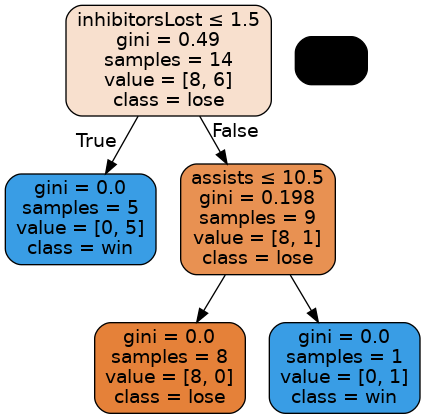 inhibitorsLost ≤ 1.5
gini = 0.49
samples = 14
value = [8, 6]
class = lose
True
False
gini = 0.0
samples = 5
value = [0, 5]
class = win
assists ≤ 10.5
gini = 0.198
samples = 9
value = [8, 1]
class = lose
gini = 0.0
samples = 8
value = [8, 0]
class = lose
gini = 0.0
samples = 1
value = [0, 1]
class = win